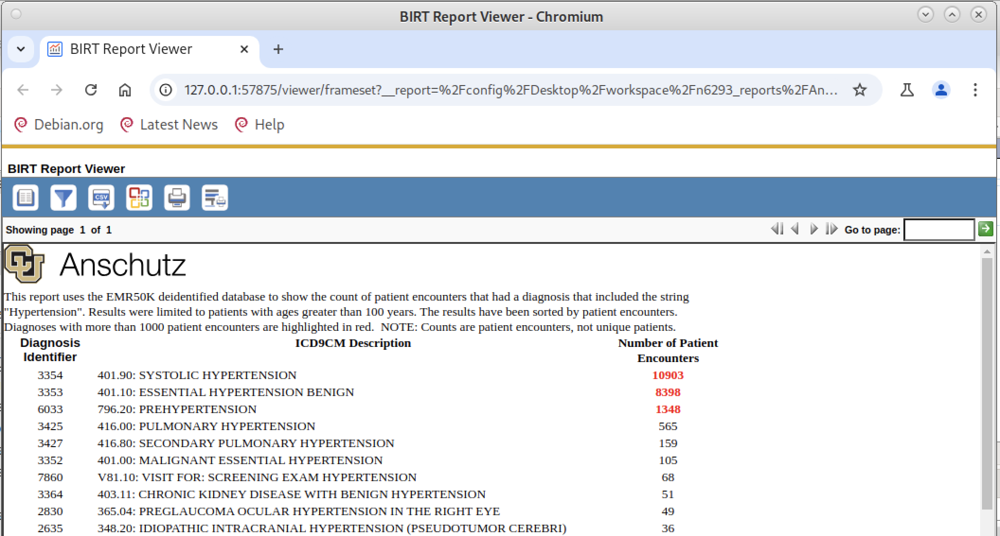 BIRT Report Viewer - Chromium
BIRT Report Viewer
127.0.0.1:57875/viewer/frameset?__report=%2Fconfig%2FDesktop%2Fworkspace%2Fn6293_reports%2FAn...
Debian.org Latest News Help
BIRT Report Viewer
CSV
Showing page 1 of 1 Go to page:
CU Anschutz
This report uses the EMR50K deidentified database to show the count of patient encounters that had a diagnosis that included the string
"Hypertension". Results were limited to patients with ages greater than 100 years. The results have been sorted by patient encounters.
Diagnoses with more than 1000 patient encounters are highlighted in red. NOTE: Counts are patient encounters, not unique patients.
Diagnosis ICD9CM Description Number of Patient
Identifier Encounters
3354 401.90: SYSTOLIC HYPERTENSION 10903
3353 401.10: ESSENTIAL HYPERTENSION BENIGN 8398
6033 796.20: PREHYPERTENSION 1348
3425 416.00: PULMONARY HYPERTENSION 565
3427 416.80: SECONDARY PULMONARY HYPERTENSION 159
3352 401.00: MALIGNANT ESSENTIAL HYPERTENSION 105
7860 V81.10: VISIT FOR: SCREENING EXAM HYPERTENSION 68
3364 403.11: CHRONIC KIDNEY DISEASE WITH BENIGN HYPERTENSION 51
2830 365.04: PREGLAUCOMA OCULAR HYPERTENSION IN THE RIGHT EYE 49
2635 348.20: IDIOPATHIC INTRACRANIAL HYPERTENSION (PSEUDOTUMOR CEREBRI) 36